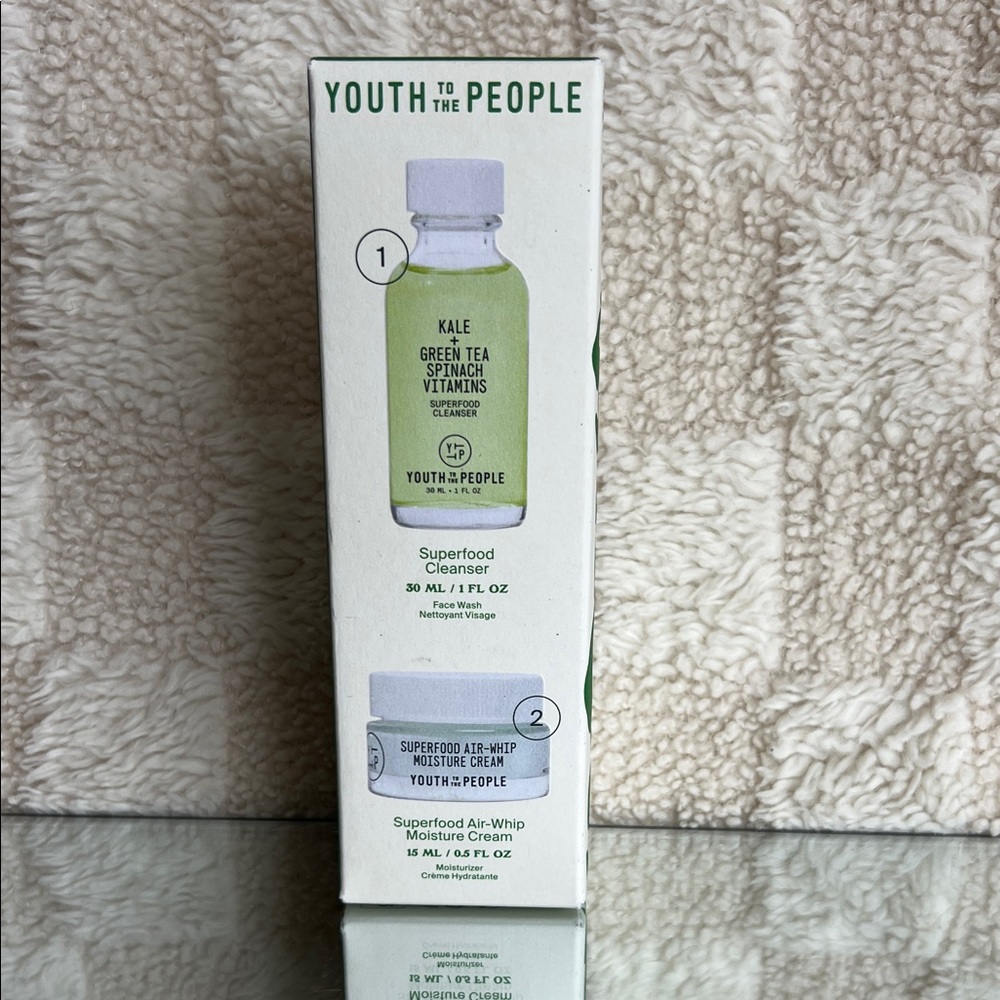 YOUTH TO THE PEOPLE
1
KALE
+
GREEN TEA
SPINACH
VITAMINS
SUPERFOOD
CLEANSER
YTTP
YOUTH TO THE PEOPLE
30 ML • 1 FL OZ
Superfood
Cleanser
30 ML / 1 FL OZ
Face Wash
Nettoyant Visage
2
SUPERFOOD AIR-WHIP
MOISTURE CREAM
YOUTH TO THE PEOPLE
Superfood Air-Whip
Moisture Cream
15 ML / 0.5 FL OZ
Moisturizer
Crème Hydratante